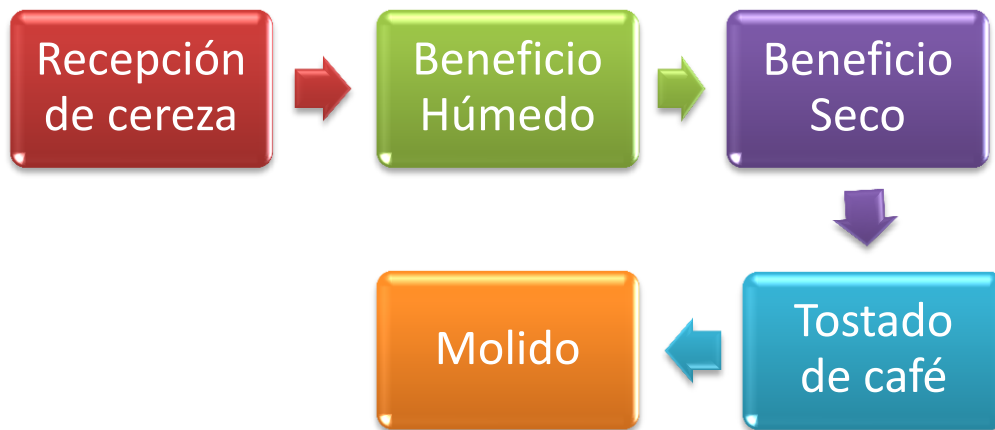 Recepción
de cereza
Beneficio
Húmedo
Beneficio
Seco
Tostado
de café
Molido